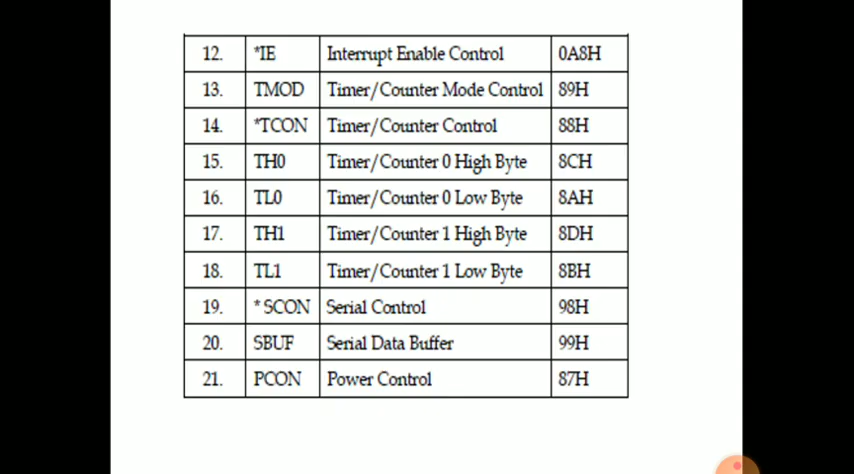 12. *IE Interrupt Enable Control 0A8H
13. TMOD Timer/Counter Mode Control 89H
14. *TCON Timer/Counter Control 88H
15. TH0 Timer/Counter 0 High Byte 8CH
16. TL0 Timer/Counter 0 Low Byte 8AH
17. TH1 Timer/Counter 1 High Byte 8DH
18. TL1 Timer/Counter 1 Low Byte 8BH
19. * SCON Serial Control 98H
20. SBUF Serial Data Buffer 99H
21. PCON Power Control 87H